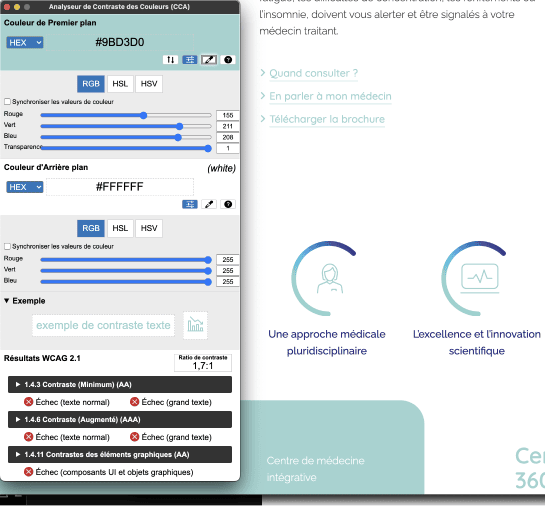 Analyseur de Contraste des Couleurs (CCA)
Couleur de Premier plan
HEX
#9BD3D0
RGB HSL HSV
Synchroniser les valeurs de couleur
Rouge 155
Vert 211
Bleu 208
Transparence 1
Couleur d'Arrière plan (white)
HEX
#FFFFFF
RGB HSL HSV
Synchroniser les valeurs de couleur
Rouge 255
Vert 255
Bleu 255
▼ Exemple
exemple de contraste texte
Résultats WCAG 2.1
Ratio de contraste
1,7:1
▶ 1.4.3 Contraste (Minimum) (AA)
Échec (texte normal) Échec (grand texte)
▶ 1.4.6 Contraste (Augmenté) (AAA)
Échec (texte normal) Échec (grand texte)
▶ 1.4.11 Contrastes des éléments graphiques (AA)
Échec (composants UI et objets graphiques)
l'insomnie, doivent vous alerter et être signalés à votre
médecin traitant.
> Quand consulter ?
> En parler à mon médecin
> Télécharger la brochure
Une approche médicale
pluridisciplinaire
L'excellence et l'innovation
scientifique
Centre de médecine
intégrative
Cer
360